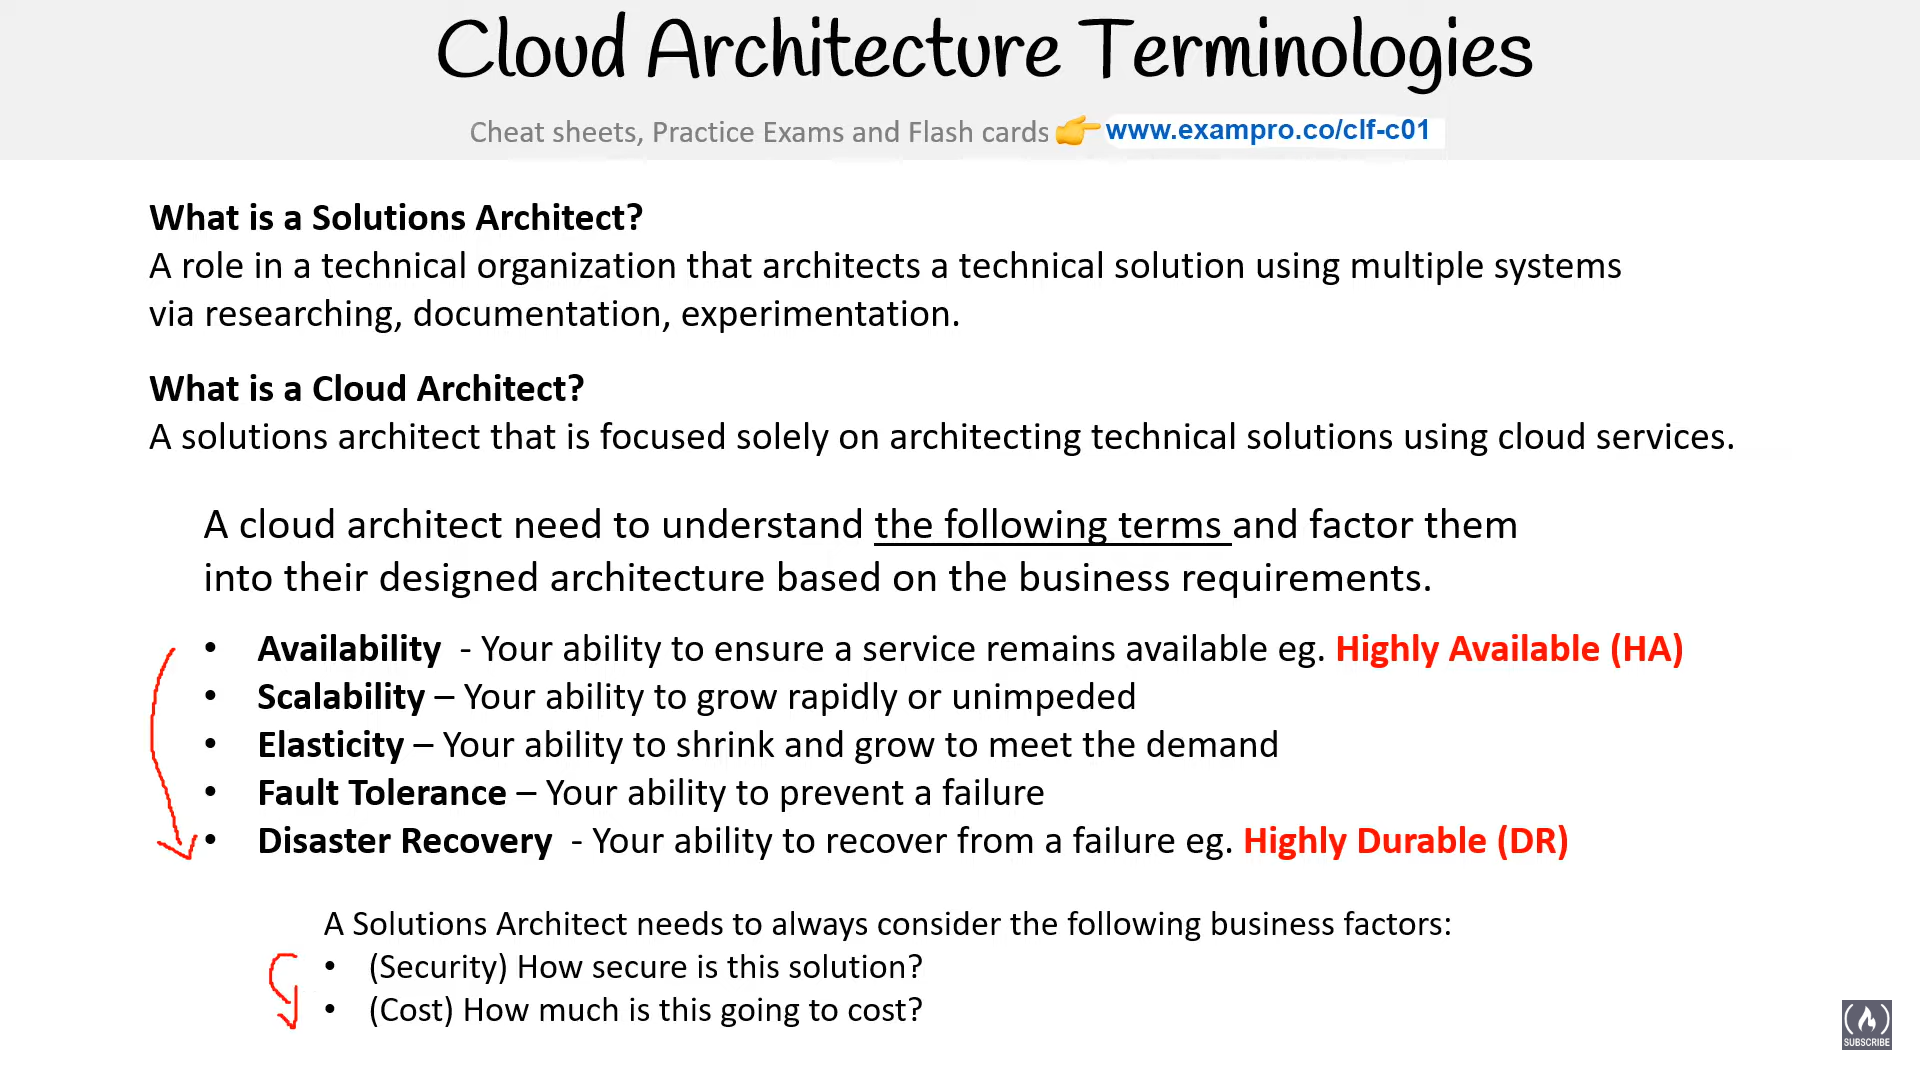 Cloud Architecture Terminologies
Cheat sheets, Practice Exams and Flash cards 👉 www.exampro.co/clf-c01
What is a Solutions Architect?
A role in a technical organization that architects a technical solution using multiple systems
via researching, documentation, experimentation.
What is a Cloud Architect?
A solutions architect that is focused solely on architecting technical solutions using cloud services.
A cloud architect need to understand the following terms and factor them
into their designed architecture based on the business requirements.
• Availability - Your ability to ensure a service remains available eg. Highly Available (HA)
• Scalability – Your ability to grow rapidly or unimpeded
• Elasticity – Your ability to shrink and grow to meet the demand
• Fault Tolerance – Your ability to prevent a failure
• Disaster Recovery - Your ability to recover from a failure eg. Highly Durable (DR)
A Solutions Architect needs to always consider the following business factors:
• (Security) How secure is this solution?
• (Cost) How much is this going to cost?
SUBSCRIBE